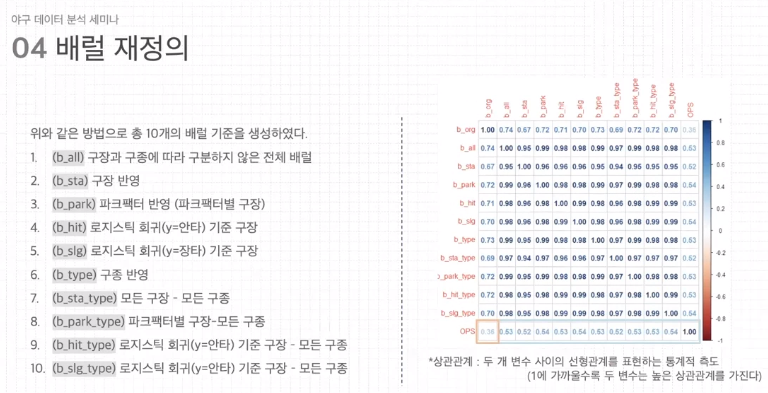 야구 데이터 분석 세미나
04 배럴 재정의
위와 같은 방법으로 총 10개의 배럴 기준을 생성하였다.
1. (b_all) 구장과 구종에 따라 구분하지 않은 전체 배럴
2. (b_sta) 구장 반영
3. (b_park) 파크팩터 반영 (파크팩터별 구장)
4. (b_hit) 로지스틱 회귀(y=안타) 기준 구장
5. (b_slg) 로지스틱 회귀(y=장타) 기준 구장
6. (b_type) 구종 반영
7. (b_sta_type) 모든 구장 - 모든 구종
8. (b_park_type) 파크팩터별 구장-모든 구종
9. (b_hit_type) 로지스틱 회귀(y=안타) 기준 구장 - 모든 구종
10. (b_slg_type) 로지스틱 회귀(y=안타) 기준 구장 - 모든 구종
b_org b_all b_sta b_park b_hit b_slg b_type b_sta_type b_park_type b_hit_type b_slg_type OPS
b_org 1.00 0.74 0.67 0.72 0.71 0.70 0.73 0.69 0.72 0.72 0.70 0.36
b_all 0.74 1.00 0.95 0.99 0.98 0.98 0.99 0.97 0.99 0.98 0.98 0.53
b_sta 0.67 0.95 1.00 0.96 0.96 0.96 0.95 0.94 0.95 0.95 0.95 0.52
b_park 0.72 0.99 0.96 1.00 0.98 0.98 0.99 0.97 0.99 0.98 0.98 0.54
b_hit 0.71 0.98 0.96 0.98 1.00 0.99 0.98 0.96 0.98 0.99 0.99 0.53
b_slg 0.70 0.98 0.96 0.98 0.99 1.00 0.98 0.96 0.98 0.99 0.99 0.54
b_type 0.73 0.99 0.95 0.99 0.98 0.98 1.00 0.97 0.99 0.98 0.98 0.53
b_sta_type 0.69 0.97 0.94 0.97 0.96 0.96 0.97 1.00 0.97 0.97 0.97 0.52
b_park_type 0.72 0.99 0.95 0.99 0.98 0.98 0.99 0.97 1.00 0.98 0.98 0.53
b_hit_type 0.72 0.98 0.95 0.98 0.99 0.99 0.98 0.97 0.98 1.00 0.99 0.53
b_slg_type 0.70 0.98 0.95 0.98 0.99 0.99 0.98 0.97 0.98 0.99 1.00 0.54
OPS 0.36 0.53 0.52 0.54 0.53 0.54 0.53 0.52 0.53 0.53 0.54 1.00
1
0.8
0.6
0.4
0.2
0
-0.2
-0.4
-0.6
-0.8
-1
*상관관계 : 두 개 변수 사이의 선형관계를 표현하는 통계적 측도
(1에 가까울수록 두 변수는 높은 상관관계를 가진다)